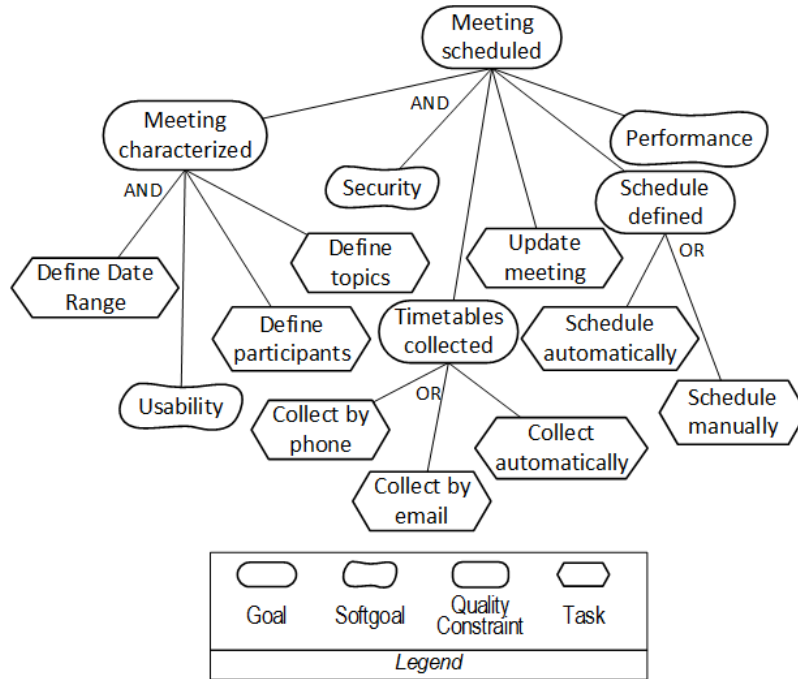 Meeting
scheduled
AND
Meeting
characterized
Performance
Security
Schedule
defined
AND
OR
Define
topics
Update
meeting
Define Date
Range
Define
participants
Timetables
collected
Schedule
automatically
Usability
OR
Schedule
manually
Collect by
phone
Collect
automatically
Collect by
email
Goal
Softgoal
Quality
Constraint
Task
Legend